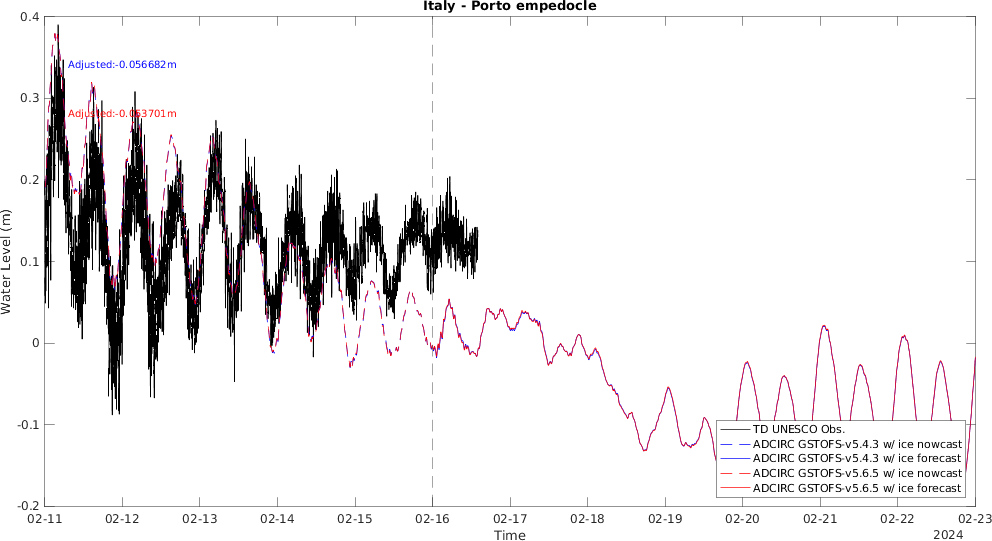 Italy - Porto empedocle
0.4
Adjusted:-0.056682m
0.3
Adjusted:-0.063701m
0.2
0.1
0
-0.1
-0.2
Water Level (m)
TD UNESCO Obs.
ADCIRC GSTOFS-v5.4.3 w/ ice nowcast
ADCIRC GSTOFS-v5.4.3 w/ ice forecast
ADCIRC GSTOFS-v5.6.5 w/ ice nowcast
ADCIRC GSTOFS-v5.6.5 w/ ice forecast
02-11 02-12 02-13 02-14 02-15 02-16 02-17 02-18 02-19 02-20 02-21 02-22 02-23
Time
2024